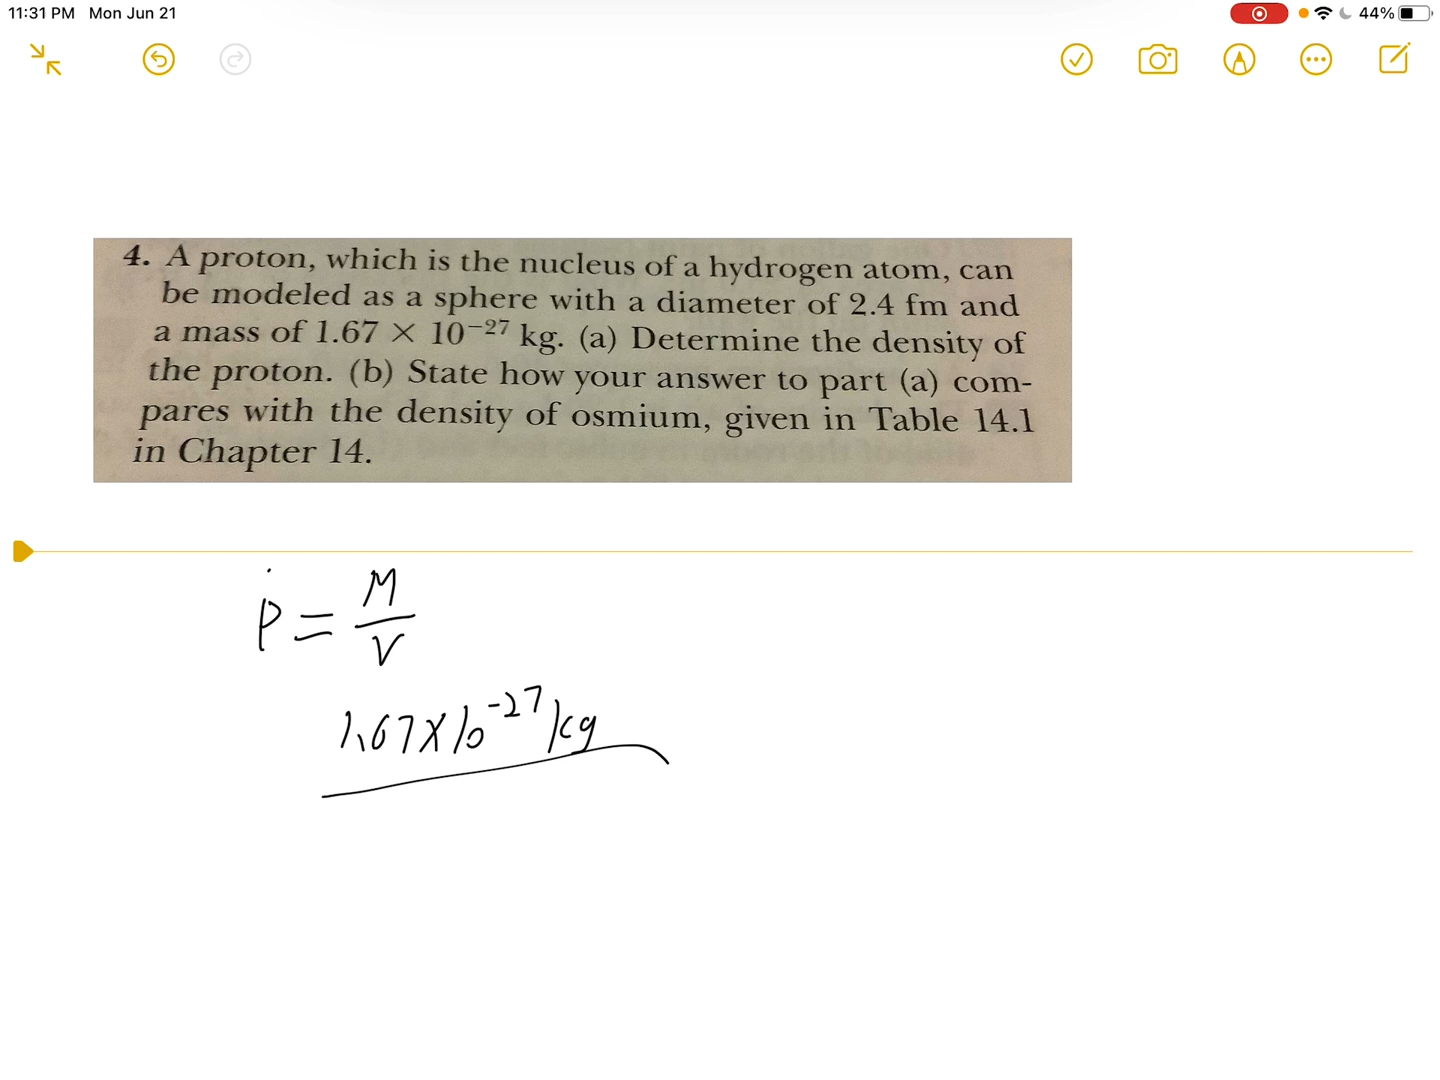 11:31 PM Mon Jun 21
44%
4. A proton, which is the nucleus of a hydrogen atom, can
be modeled as a sphere with a diameter of 2.4 fm and
a mass of 1.67 × 10⁻²⁷ kg. (a) Determine the density of
the proton. (b) State how your answer to part (a) com-
pares with the density of osmium, given in Table 14.1
in Chapter 14.
ρ = M/V
1.67 × 10⁻²⁷ kg